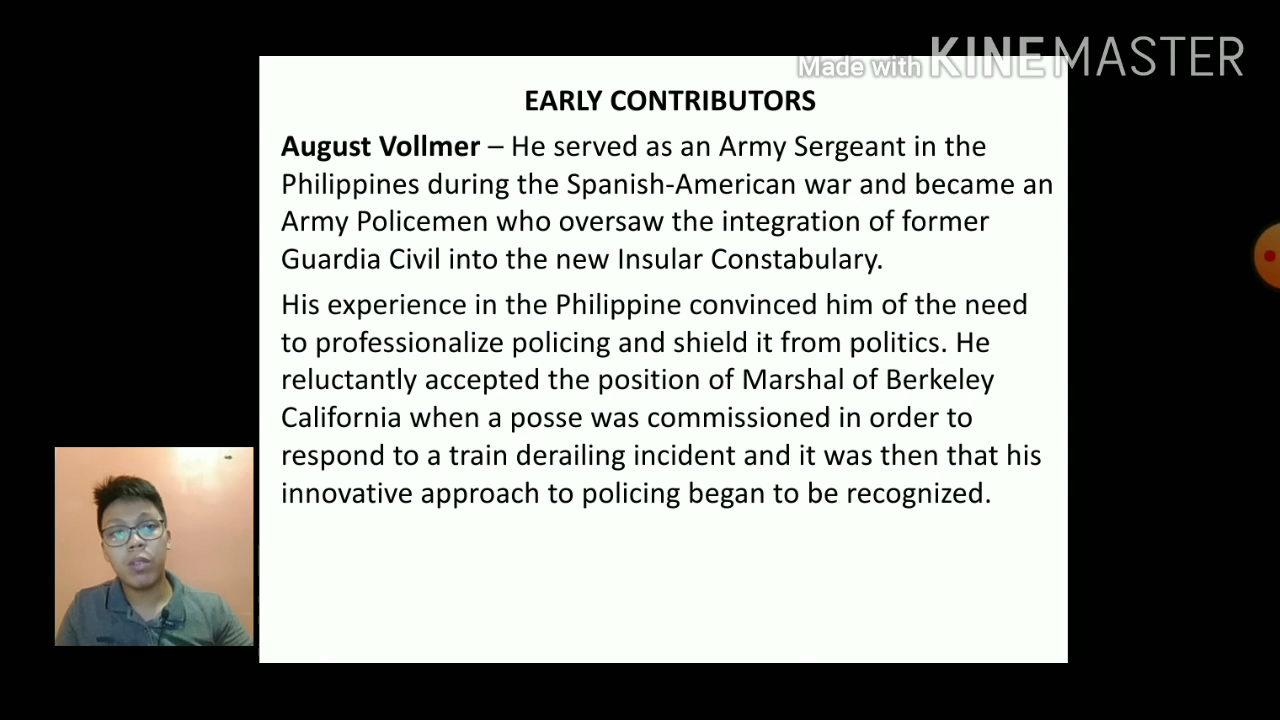 Made with KINEMASTER
EARLY CONTRIBUTORS
August Vollmer – He served as an Army Sergeant in the
Philippines during the Spanish-American war and became an
Army Policemen who oversaw the integration of former
Guardia Civil into the new Insular Constabulary.
His experience in the Philippine convinced him of the need
to professionalize policing and shield it from politics. He
reluctantly accepted the position of Marshal of Berkeley
California when a posse was commissioned in order to
respond to a train derailing incident and it was then that his
innovative approach to policing began to be recognized.